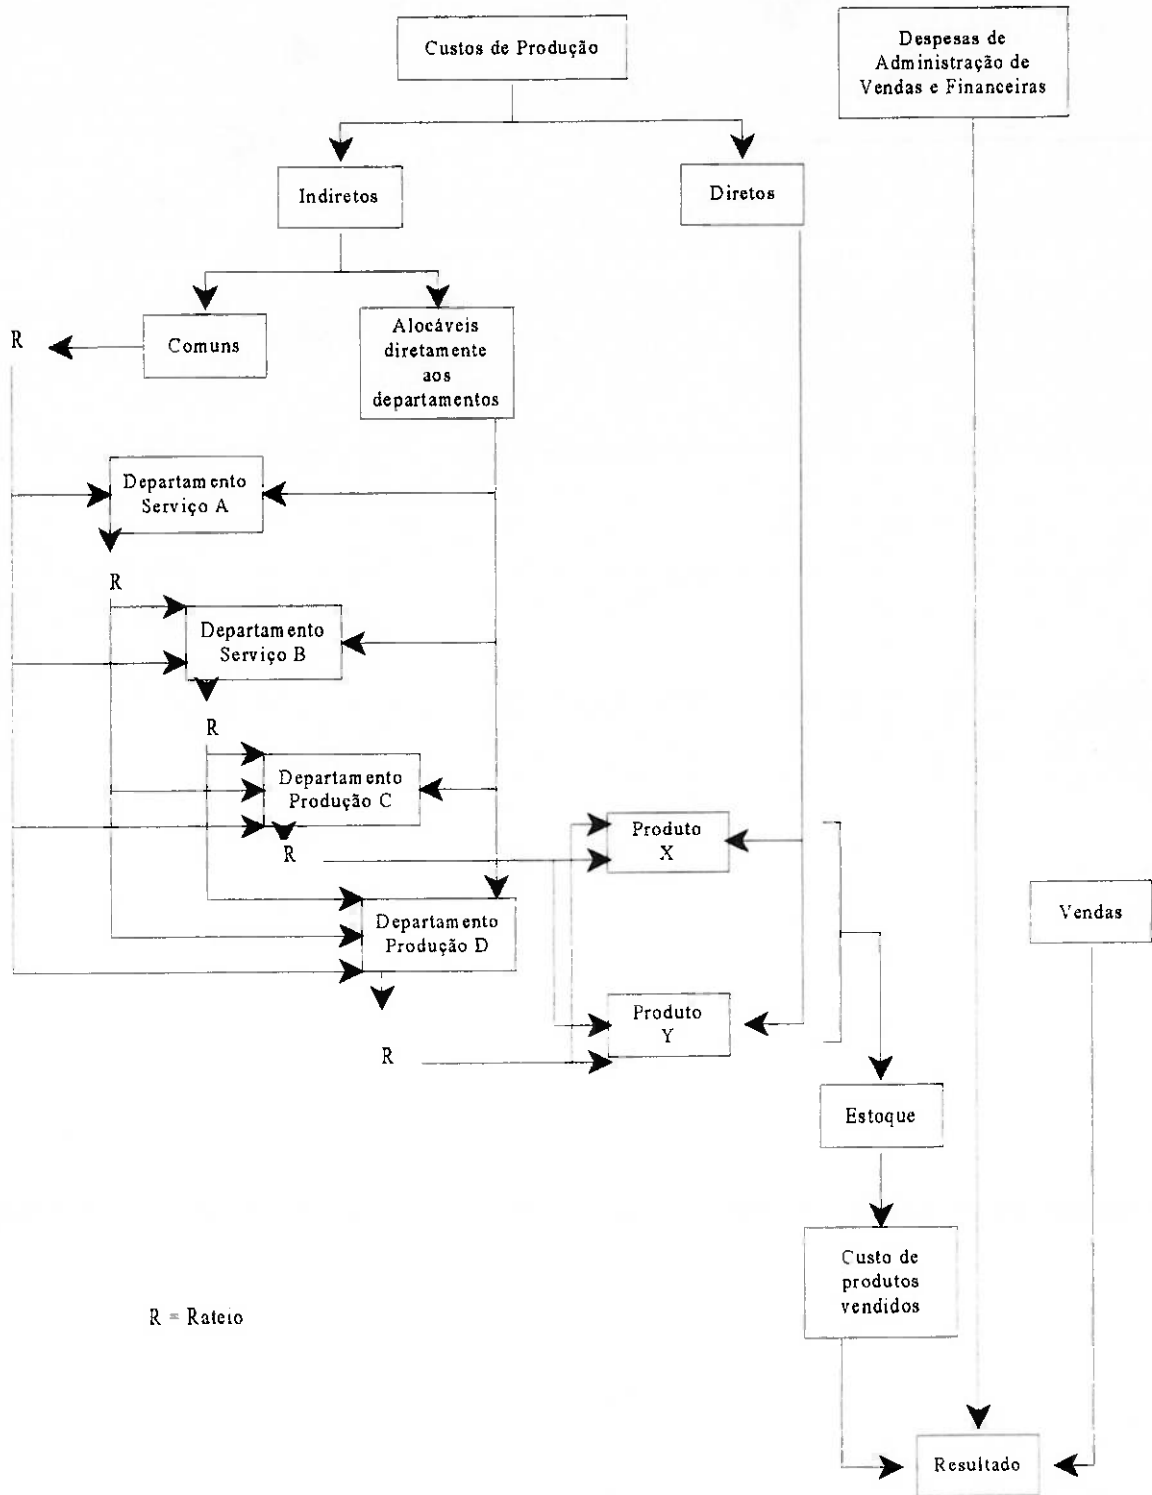 Custos de Produção
Despesas de
Administração de
Vendas e Financeiras
Indiretos
Diretos
R
Comuns
Alocáveis
diretamente
aos
departamentos
Departamento
Serviço A
R
Departamento
Serviço B
R
Departamento
Produção C
R
Produto
X
Departamento
Produção D
Vendas
Produto
Y
R
Estoque
Custo de
produtos
vendidos
R = Rateio
Resultado